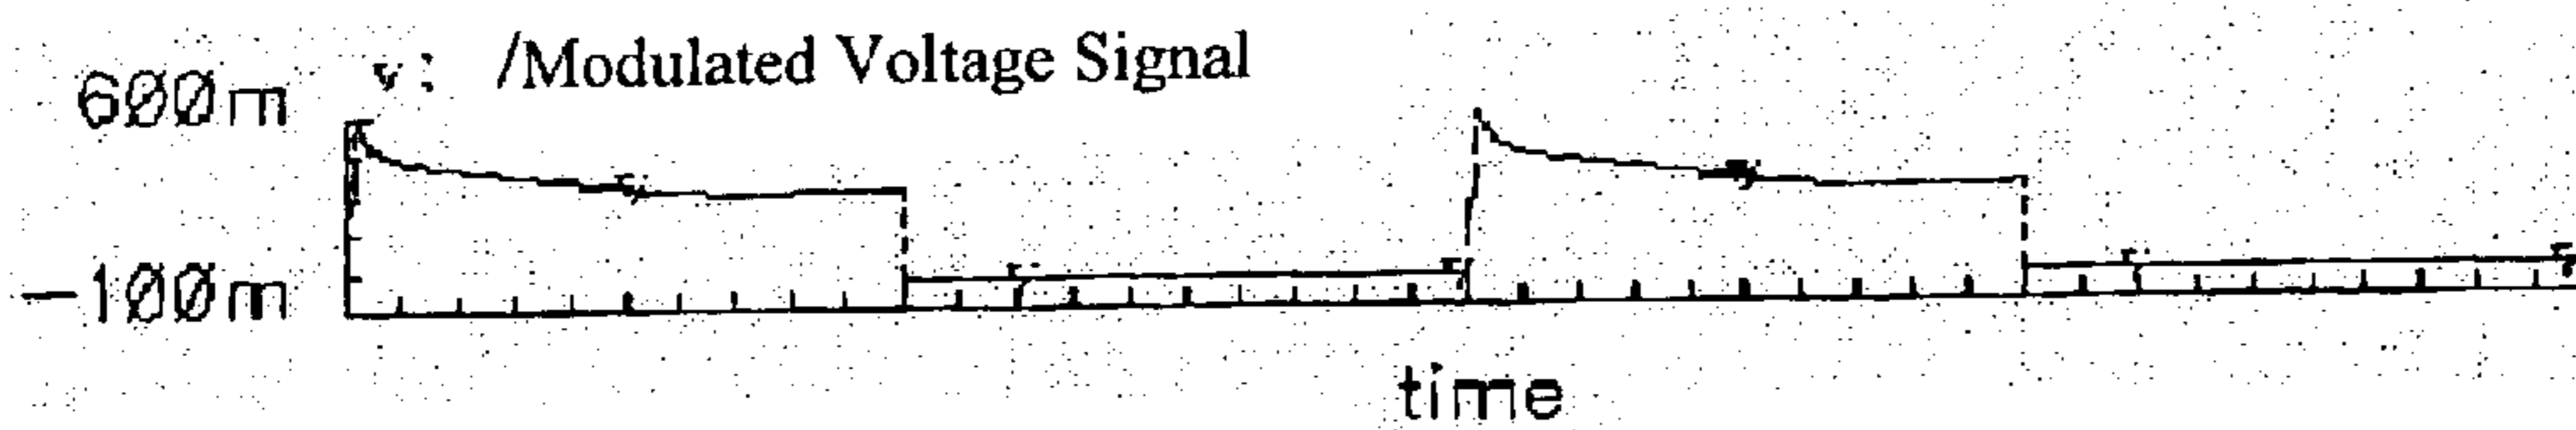 v: /Modulated Voltage Signal
600m
-100m
time